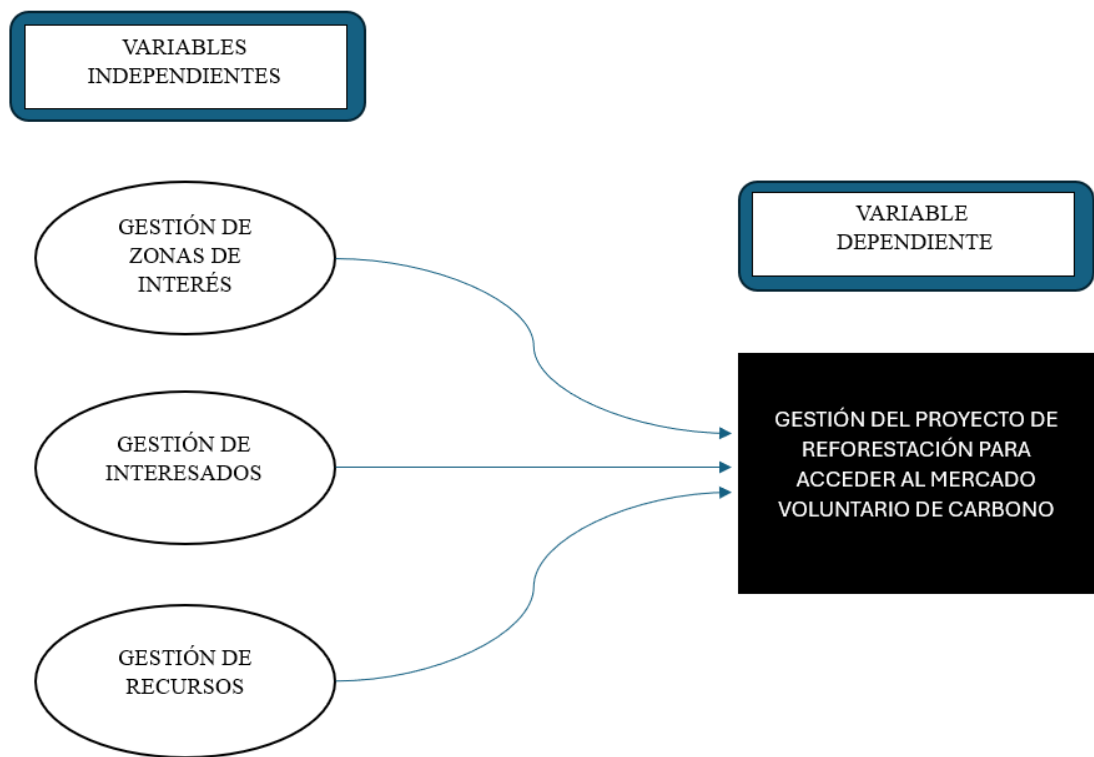 VARIABLES
INDEPENDIENTES
GESTIÓN DE
ZONAS DE
INTERÉS
GESTIÓN DE
INTERESADOS
GESTIÓN DE
RECURSOS
VARIABLE
DEPENDIENTE
GESTIÓN DEL PROYECTO DE
REFORESTACIÓN PARA
ACCEDER AL MERCADO
VOLUNTARIO DE CARBONO